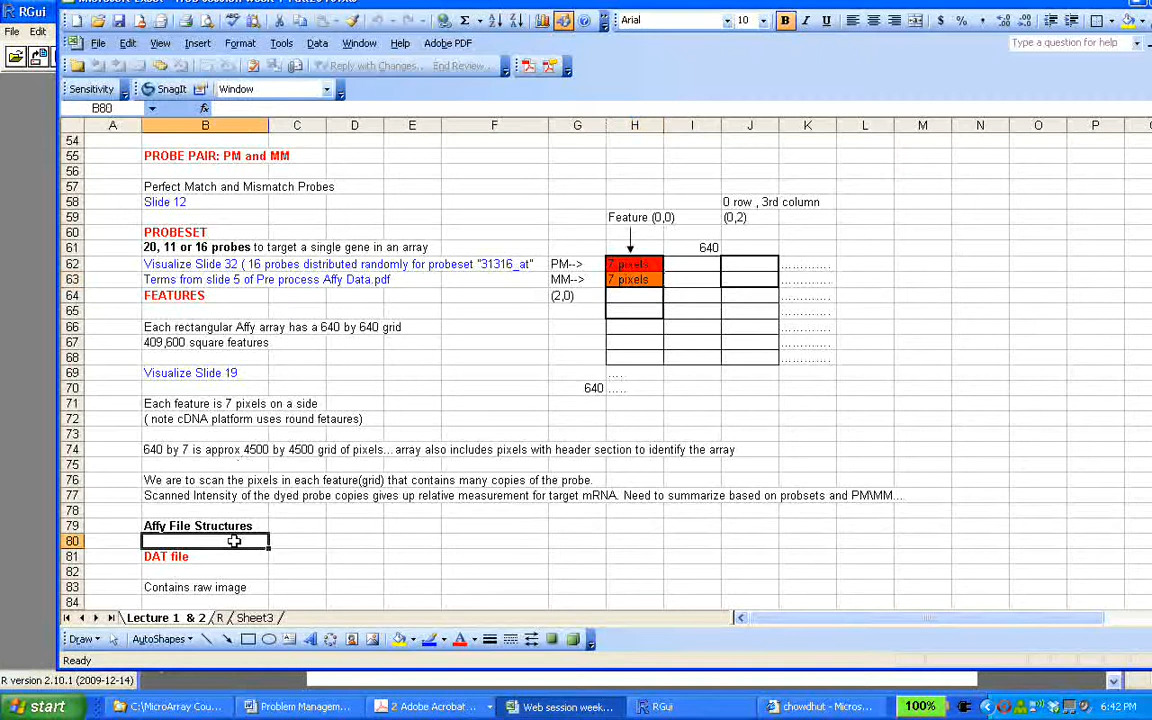 RGui
File Edit
File Edit View Insert Format Tools Data Window Help Adobe PDF
Type a question for help
Arial 10 B I U $ % ,
Reply with Changes... End Review...
Sensitivity SnagIt Window
B80 fx
A B C D E F G H I J K L M N O P
54
55 PROBE PAIR: PM and MM
56
57 Perfect Match and Mismatch Probes
58 Slide 12 0 row , 3rd column
59 Feature (0,0) (0,2)
60 PROBESET
61 20, 11 or 16 probes to target a single gene in an array 640
62 Visualize Slide 32 ( 16 probes distributed randomly for probeset "31316_at" PM--> 7 pixels .............
63 Terms from slide 5 of Pre process Affy Data.pdf MM--> 7 pixels .............
64 FEATURES (2,0) .............
65 .............
66 Each rectangular Affy array has a 640 by 640 grid .............
67 409,600 square features .............
68 .............
69 Visualize Slide 19 ....
70 640 .....
71 Each feature is 7 pixels on a side
72 ( note cDNA platform uses round fetaures)
73
74 640 by 7 is approx 4500 by 4500 grid of pixels... array also includes pixels with header section to identify the array
75
76 We are to scan the pixels in each feature(grid) that contains many copies of the probe.
77 Scanned Intensity of the dyed probe copies gives up relative measurement for target mRNA. Need to summarize based on probsets and PM\MM...
78
79 Affy File Structures
80
81 DAT file
82
83 Contains raw image
84
Lecture 1 & 2 R Sheet3
Draw AutoShapes
Ready
R version 2.10.1 (2009-12-14)
start C:\MicroArray Cou... Problem Managem... 2 Adobe Acrobat ... Web session week... RGui chowdhut - Micros... 100% 6:42 PM